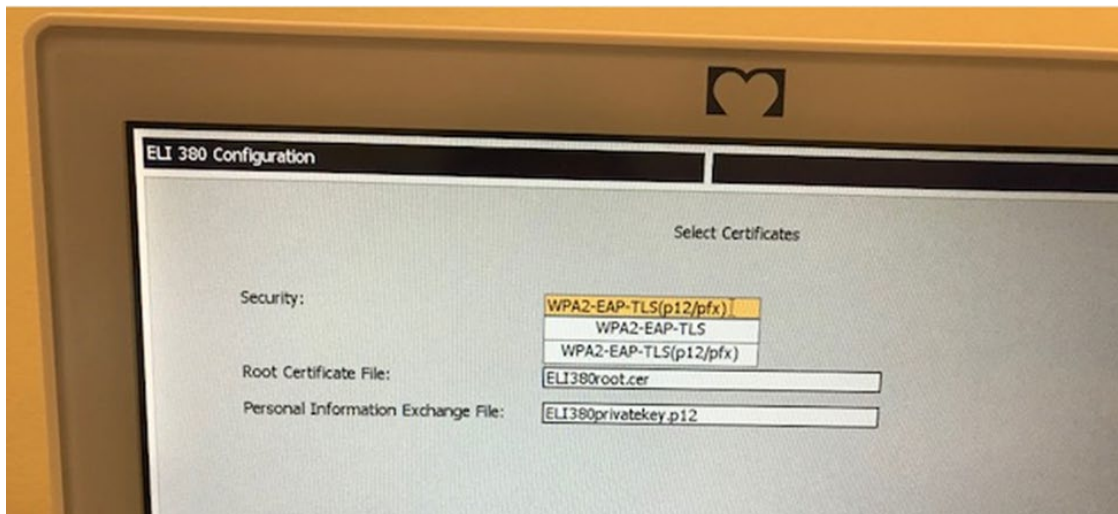 ELI 380 Configuration
Select Certificates
Security:
WPA2-EAP-TLS(p12/pfx)
WPA2-EAP-TLS
WPA2-EAP-TLS(p12/pfx)
Root Certificate File:
ELI380root.cer
Personal Information Exchange File:
ELI380privatekey.p12